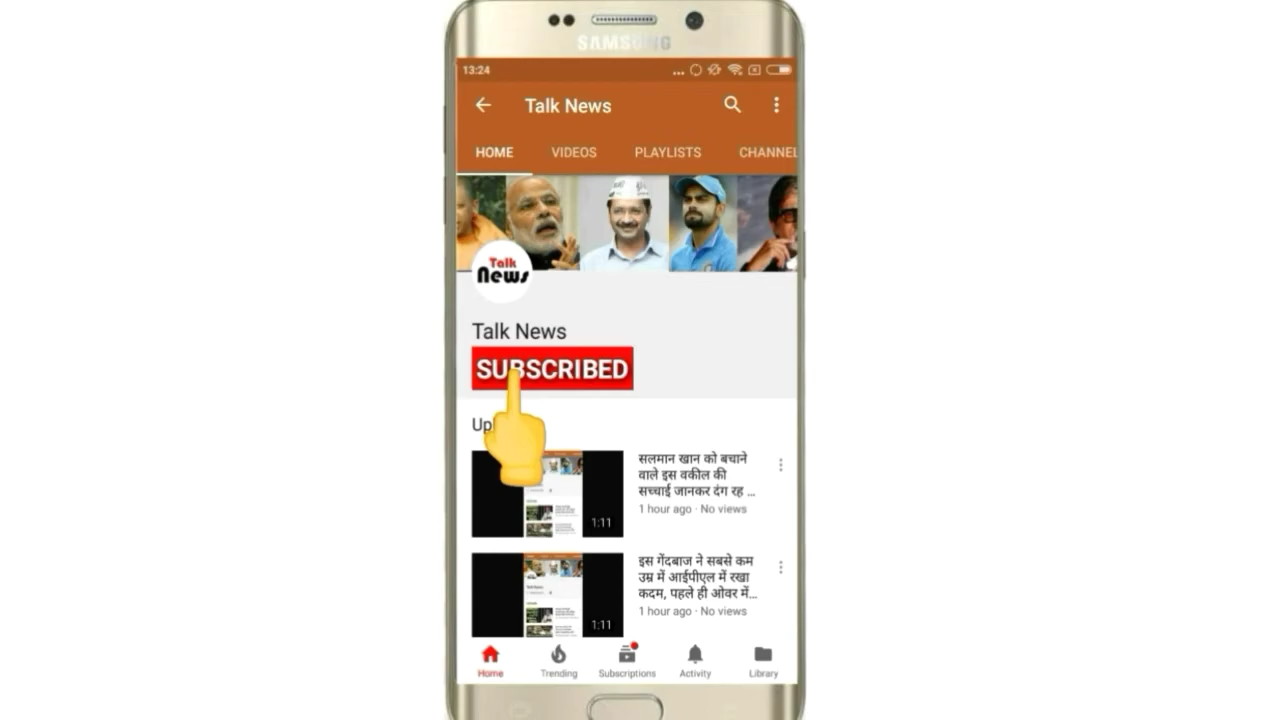 SAMSUNG
13:24
Talk News
HOME VIDEOS PLAYLISTS CHANNEL
Talk
News
Talk News
SUBSCRIBED
Up
सलमान खान को बचाने
वाले इस वकील की
सच्चाई जानकर दंग रह ...
1 hour ago · No views
1:11
इस गेंदबाज ने सबसे कम
उम्र में आईपीएल में रखा
कदम, पहले ही ओवर में...
1 hour ago · No views
1:11
Home Trending Subscriptions Activity Library